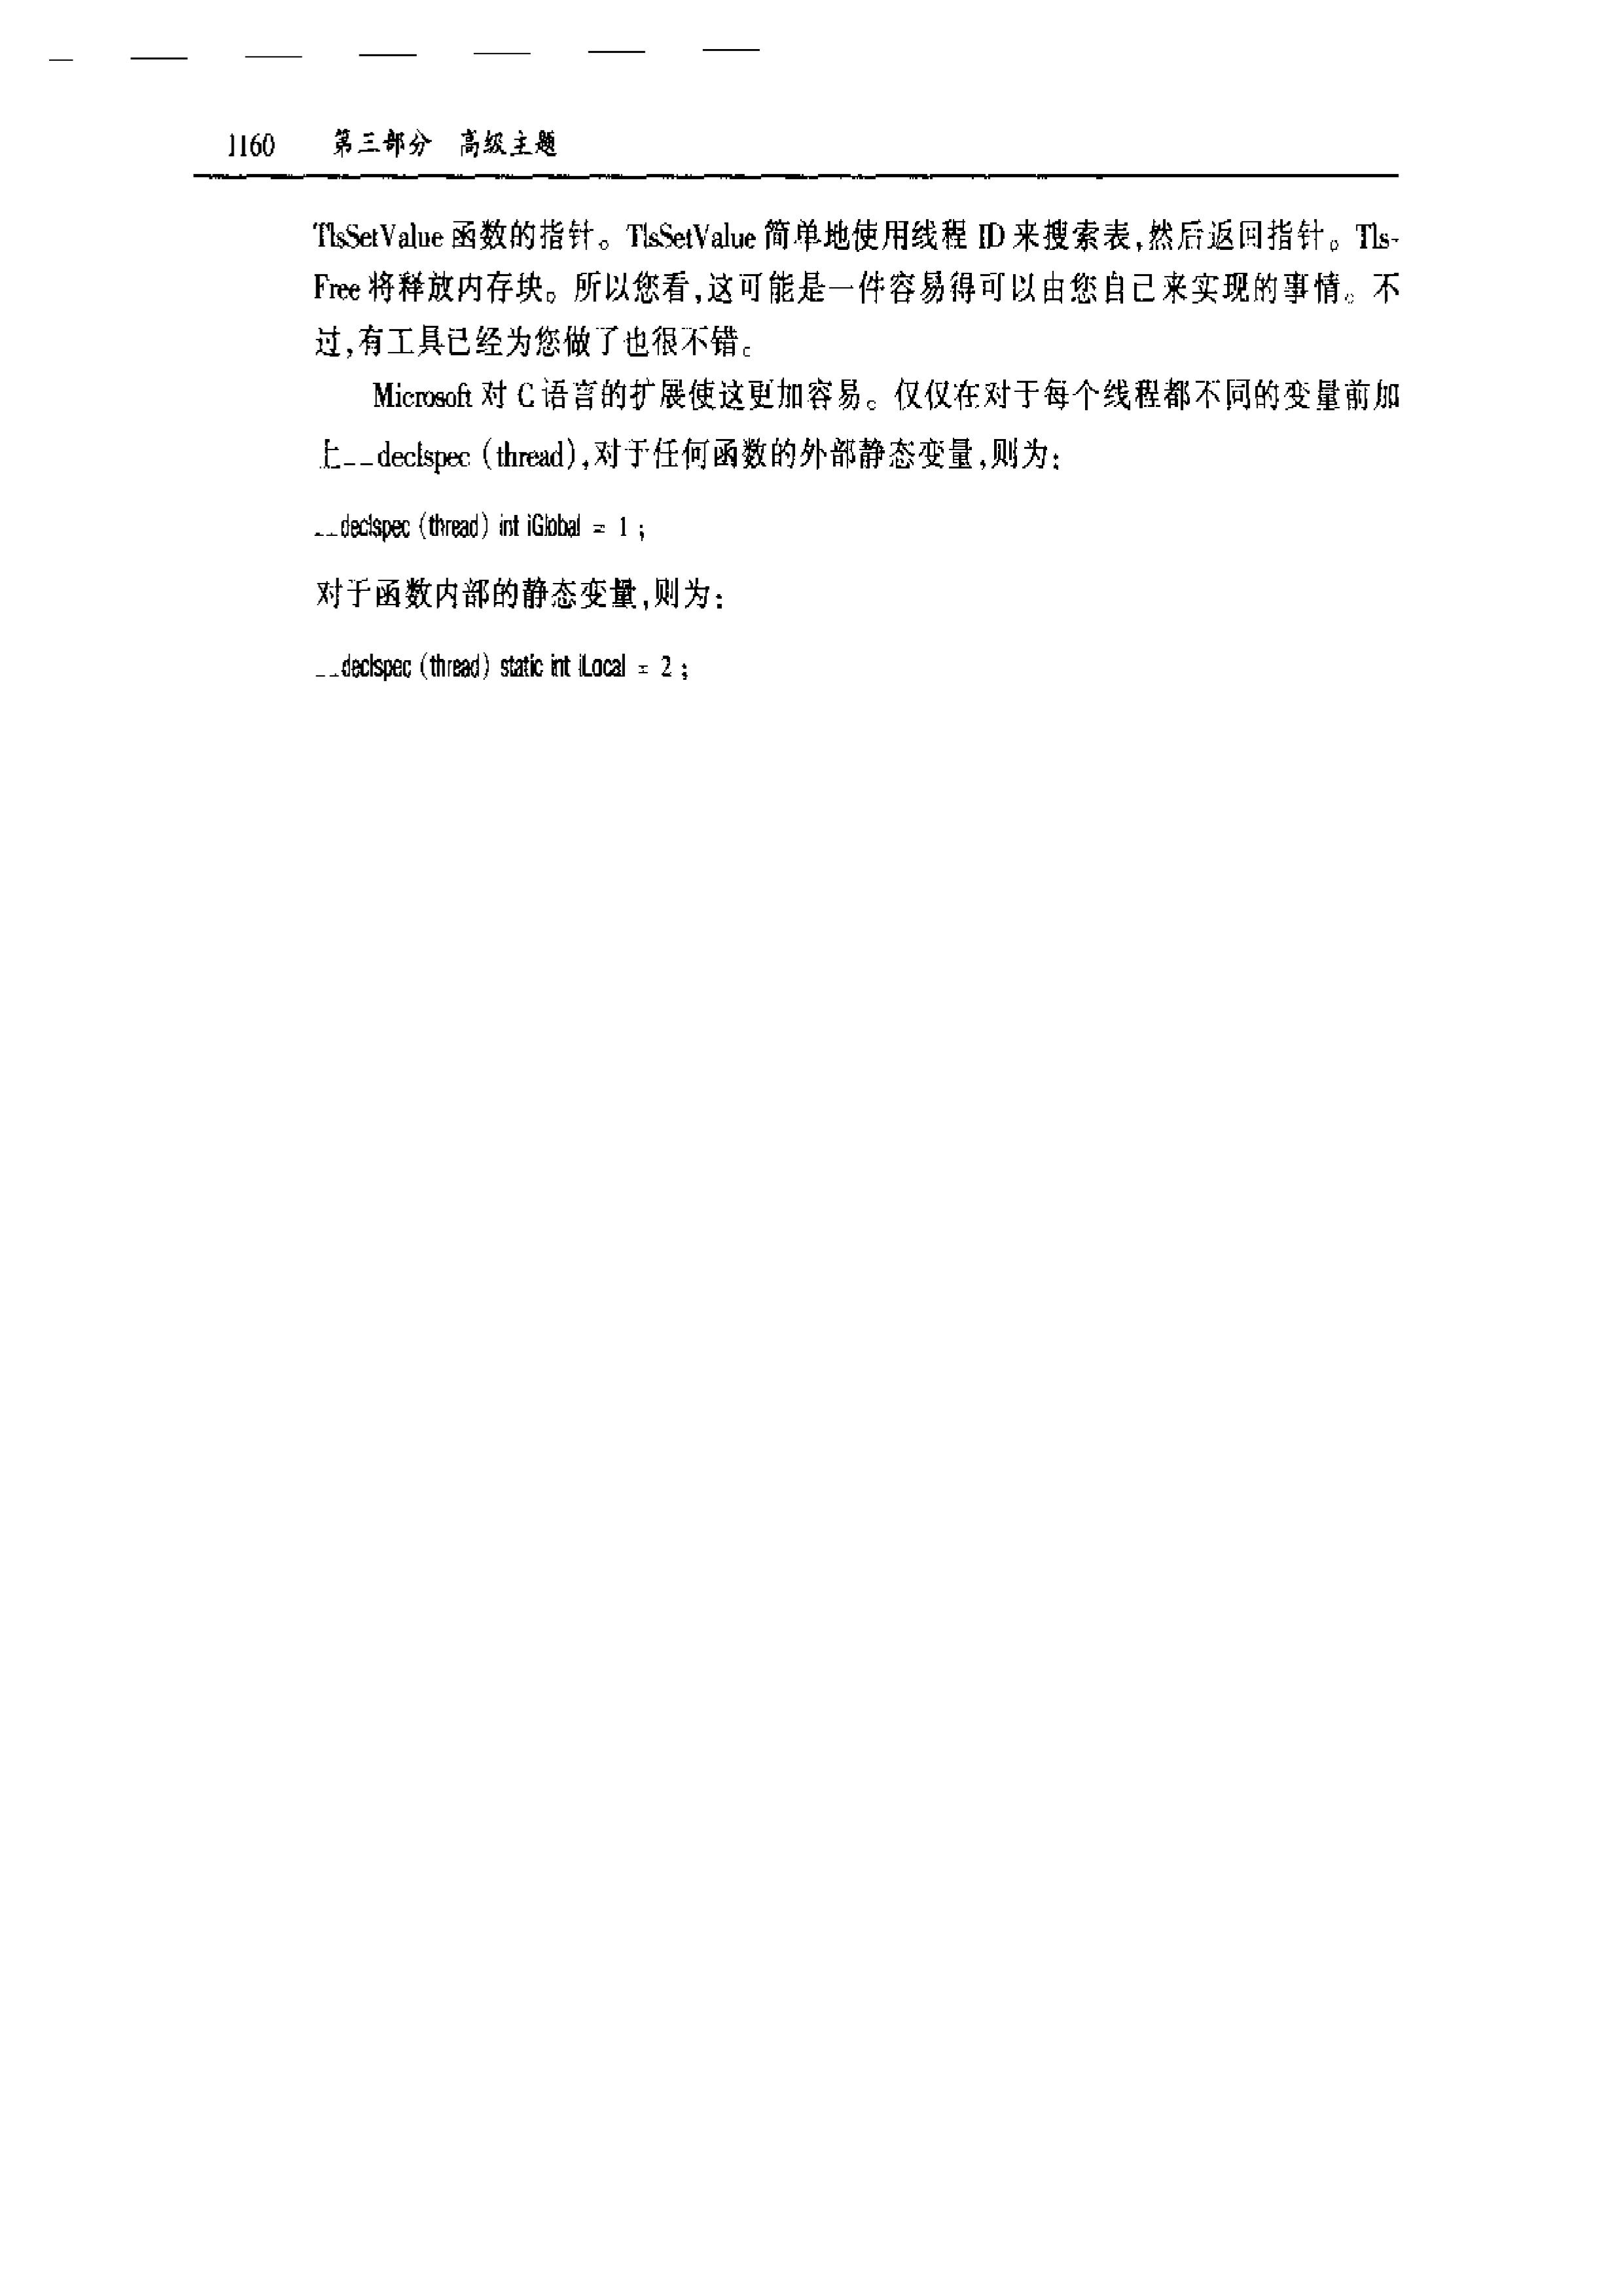 1160 第三部分 高级主题
TlsSetValue 函数的指针。TlsSetValue 简单地使用线程 ID 来搜索表,然后返回指针。Tls-
Free 将释放内存块。所以您看,这可能是一件容易得可以由您自己来实现的事情。不
过,有工具已经为您做了也很不错。
Microsoft 对 C 语言的扩展使这更加容易。仅仅在对于每个线程都不同的变量前加
上__declspec (thread),对于任何函数的外部静态变量,则为:
__declspec (thread) int iGlobal = 1 ;
对于函数内部的静态变量,则为:
__declspec (thread) static int iLocal = 2 ;